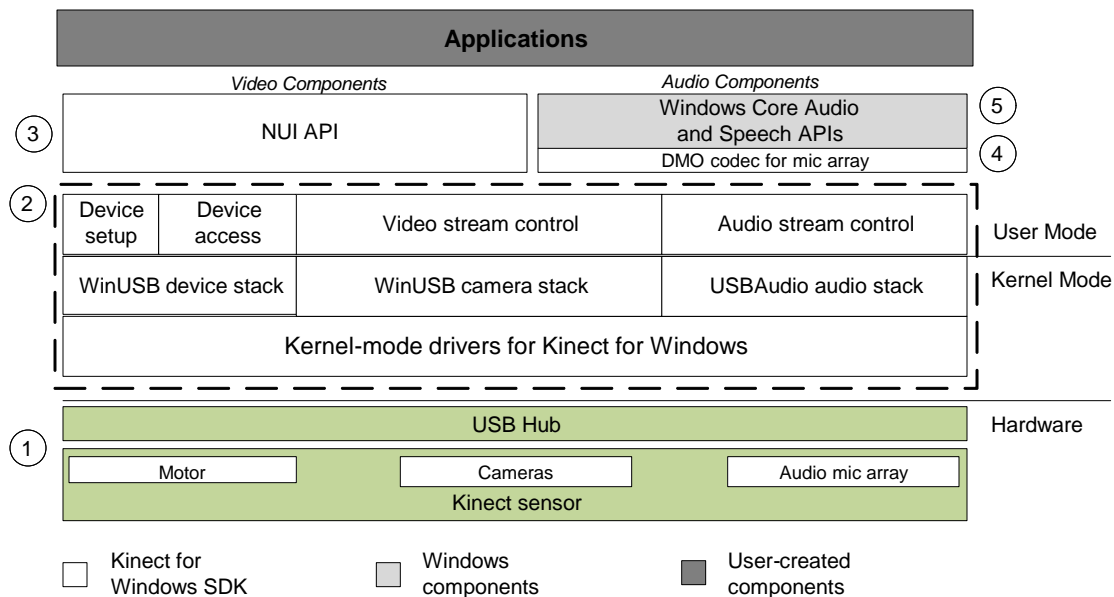 Applications
Video Components
Audio Components
3
NUI API
Windows Core Audio
and Speech APIs
5
DMO codec for mic array
4
2
Device
setup
Device
access
Video stream control
Audio stream control
User Mode
WinUSB device stack
WinUSB camera stack
USBAudio audio stack
Kernel Mode
Kernel-mode drivers for Kinect for Windows
Hardware
USB Hub
1
Motor
Cameras
Audio mic array
Kinect sensor
Kinect for
Windows SDK
Windows
components
User-created
components